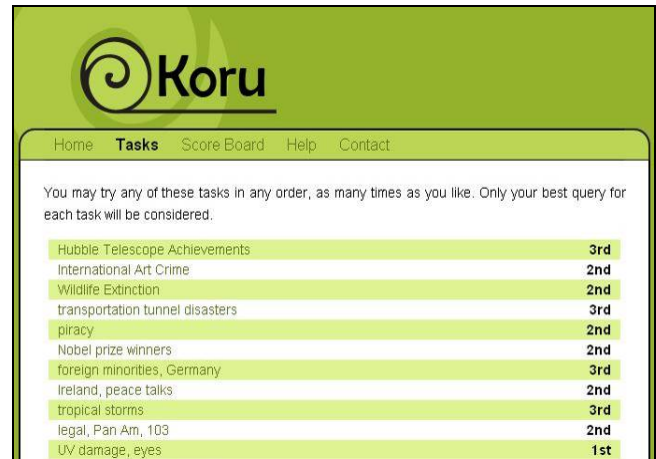 Koru
Home Tasks Score Board Help Contact
You may try any of these tasks in any order, as many times as you like. Only your best query for
each task will be considered.
Hubble Telescope Achievements 3rd
International Art Crime 2nd
Wildlife Extinction 2nd
transportation tunnel disasters 3rd
piracy 2nd
Nobel prize winners 2nd
foreign minorities, Germany 3rd
Ireland, peace talks 2nd
tropical storms 3rd
legal, Pan Am, 103 2nd
UV damage, eyes 1st